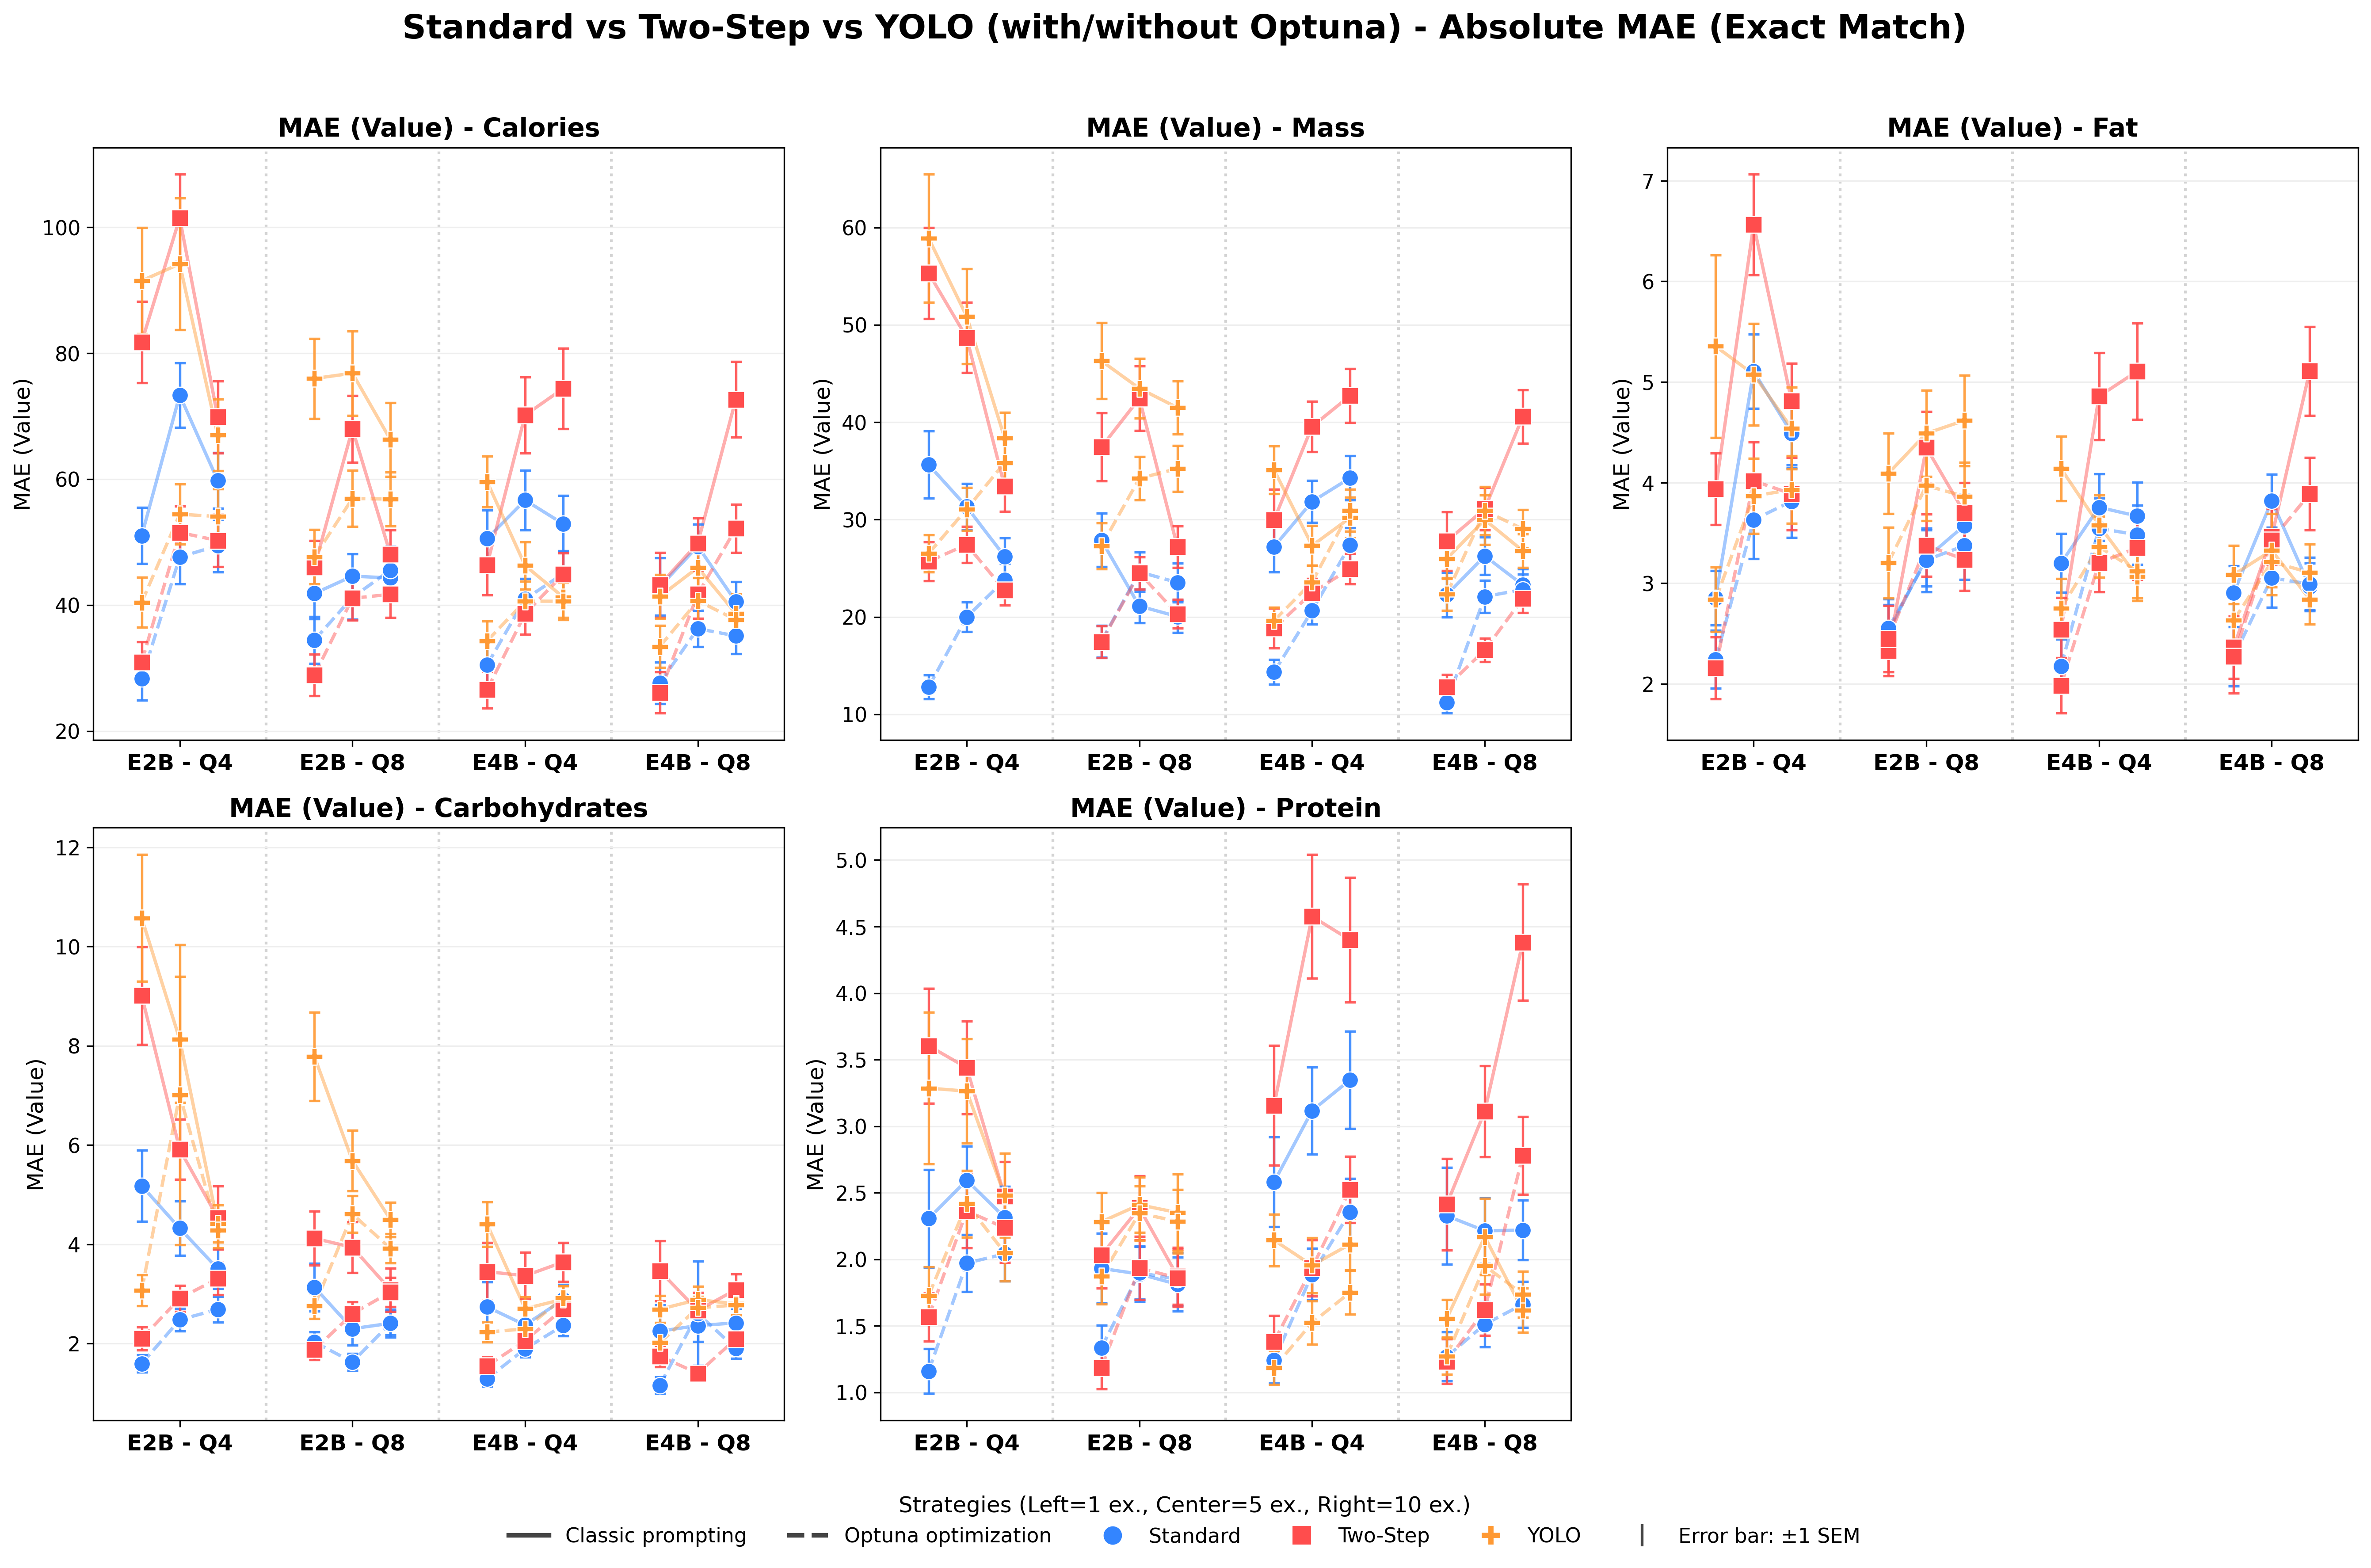 Standard vs Two-Step vs YOLO (with/without Optuna) - Absolute MAE (Exact Match)
MAE (Value) - Calories
MAE (Value)
100
80
60
40
20
E2B - Q4
E2B - Q8
E4B - Q4
E4B - Q8
MAE (Value) - Mass
MAE (Value)
60
50
40
30
20
10
E2B - Q4
E2B - Q8
E4B - Q4
E4B - Q8
MAE (Value) - Fat
MAE (Value)
7
6
5
4
3
2
E2B - Q4
E2B - Q8
E4B - Q4
E4B - Q8
MAE (Value) - Carbohydrates
MAE (Value)
12
10
8
6
4
2
E2B - Q4
E2B - Q8
E4B - Q4
E4B - Q8
MAE (Value) - Protein
MAE (Value)
5.0
4.5
4.0
3.5
3.0
2.5
2.0
1.5
1.0
E2B - Q4
E2B - Q8
E4B - Q4
E4B - Q8
Strategies (Left=1 ex., Center=5 ex., Right=10 ex.)
Classic prompting
Optuna optimization
Standard
Two-Step
YOLO
Error bar: ±1 SEM